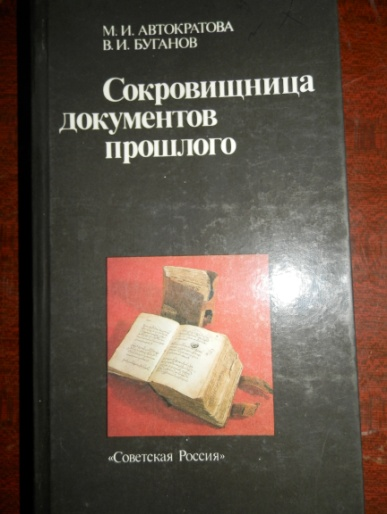 М. И. АВТОКРАТОВА
В. И. БУГАНОВ
Сокровищница
документов
прошлого
«Советская Россия»